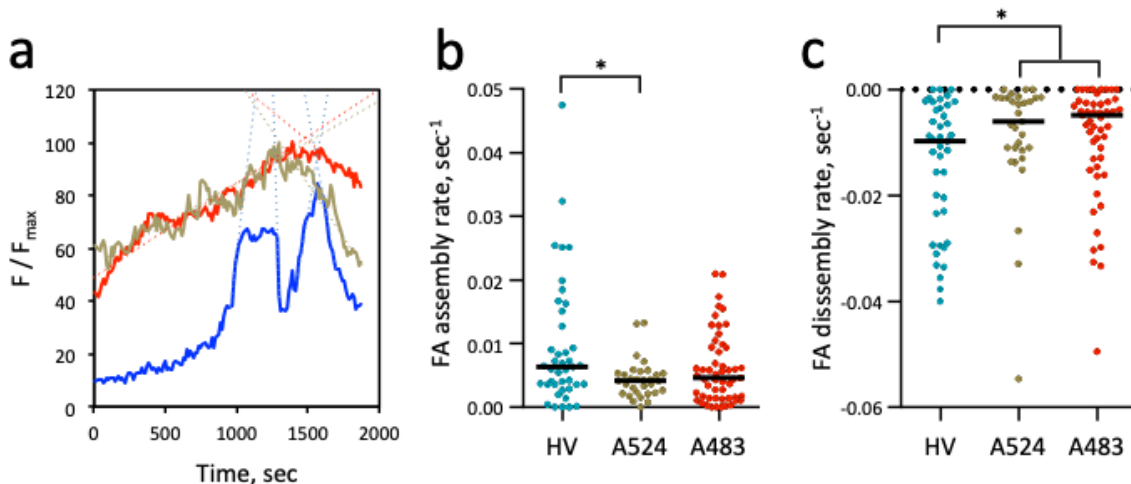 a
F / Fmax
120
100
80
60
40
20
0
0 500 1000 1500 2000
Time, sec
b
*
FA assembly rate, sec-1
0.05
0.04
0.03
0.02
0.01
0.00
HV A524 A483
c
*
FA disssembly rate, sec-1
0.00
-0.02
-0.04
-0.06
HV A524 A483